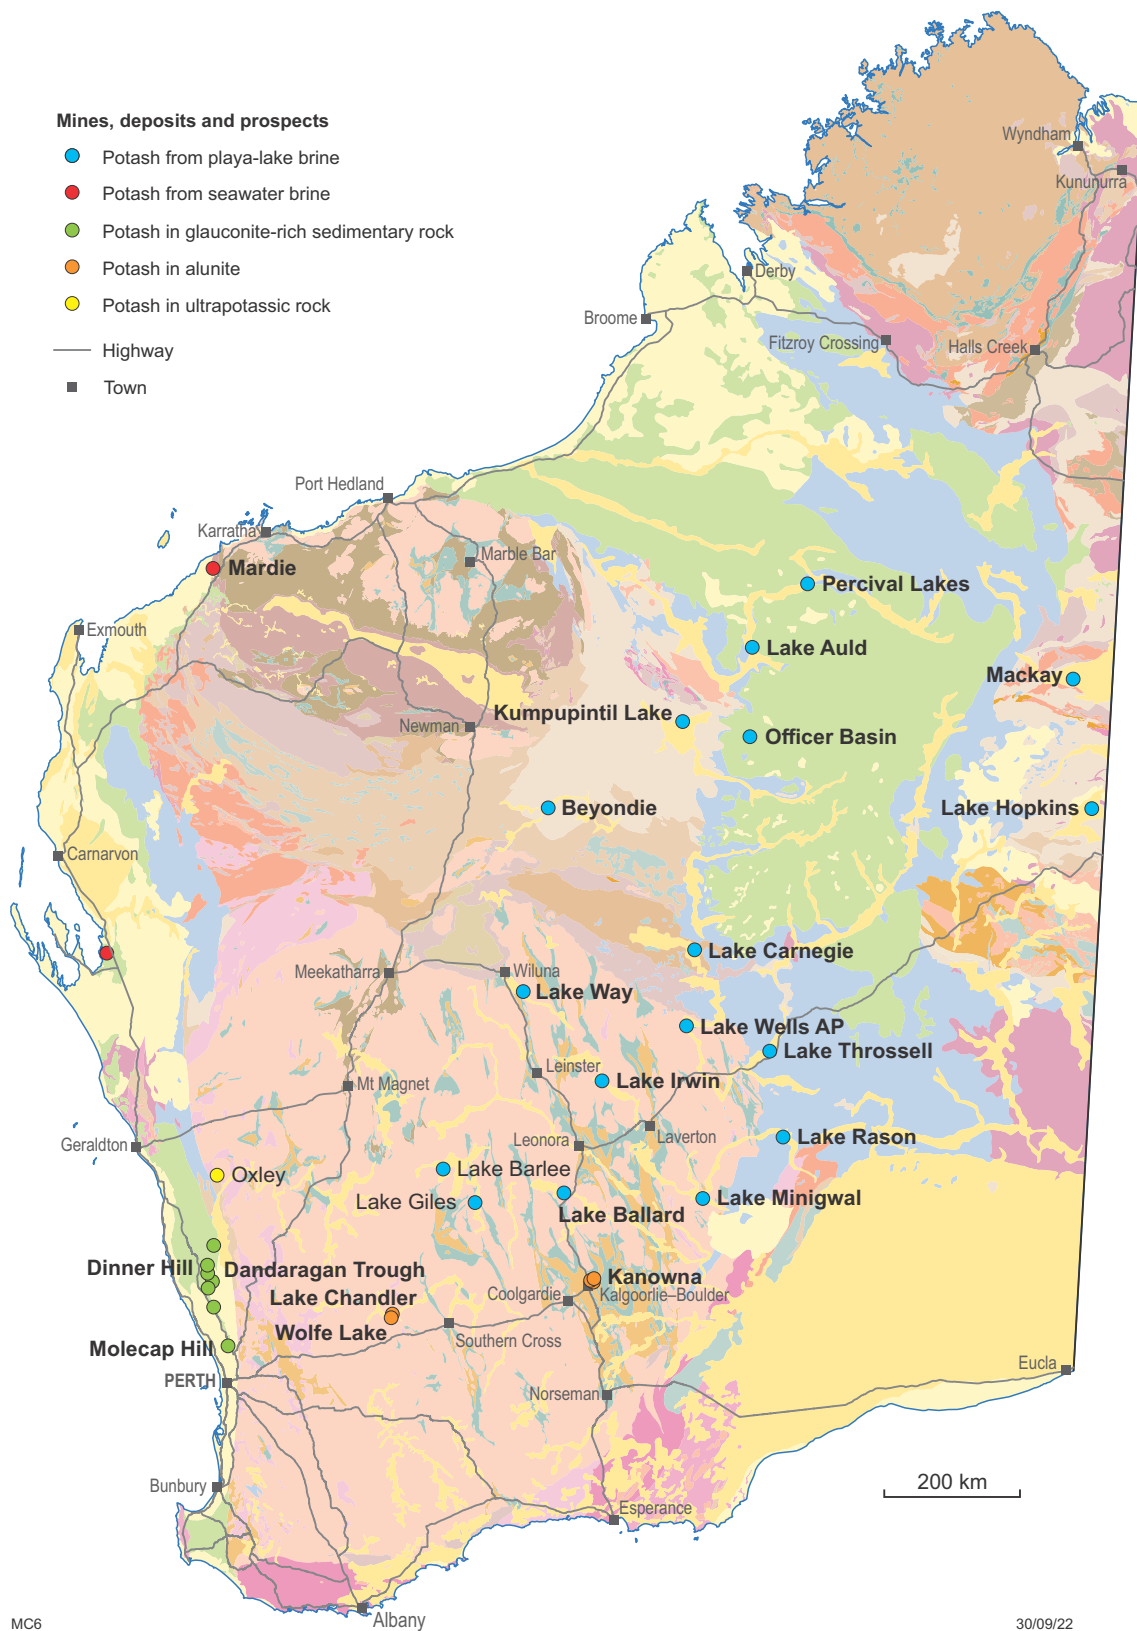 Mines, deposits and prospects
Potash from playa-lake brine
Potash from seawater brine
Potash in glauconite-rich sedimentary rock
Potash in alunite
Potash in ultrapotassic rock
Highway
Town
Wyndham
Kununurra
Derby
Broome
Fitzroy Crossing
Halls Creek
Port Hedland
Karratha
Marble Bar
Mardie
Percival Lakes
Exmouth
Lake Auld
Mackay
Kumpupintil Lake
Newman
Officer Basin
Beyondie
Lake Hopkins
Carnarvon
Lake Carnegie
Meekatharra
Wiluna
Lake Way
Lake Wells AP
Lake Throssell
Leinster
Lake Irwin
Mt Magnet
Geraldton
Leonora
Laverton
Lake Rason
Lake Barlee
Oxley
Lake Giles
Lake Minigwal
Lake Ballard
Dinner Hill
Dandaragan Trough
Kanowna
Lake Chandler
Coolgardie
Kalgoorlie–Boulder
Wolfe Lake
Southern Cross
Molecap Hill
Eucla
PERTH
Norseman
200 km
Bunbury
Esperance
Albany
MC6
30/09/22